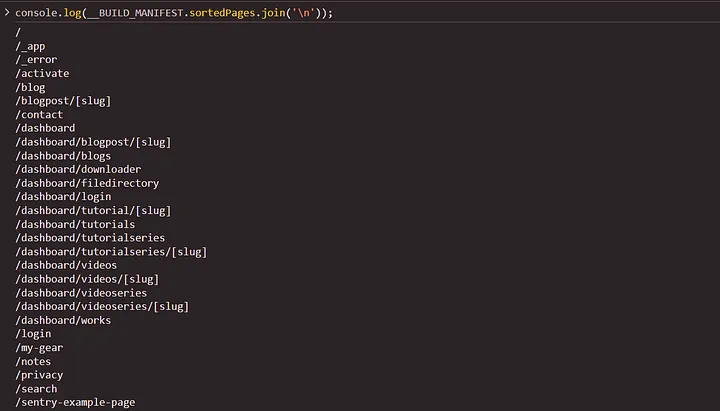 > console.log(__BUILD_MANIFEST.sortedPages.join('\n'));
/
/_app
/_error
/activate
/blog
/blogpost/[slug]
/contact
/dashboard
/dashboard/blogpost/[slug]
/dashboard/blogs
/dashboard/downloader
/dashboard/filedirectory
/dashboard/login
/dashboard/tutorial/[slug]
/dashboard/tutorials
/dashboard/tutorialseries
/dashboard/tutorialseries/[slug]
/dashboard/videos
/dashboard/videos/[slug]
/dashboard/videoseries
/dashboard/videoseries/[slug]
/dashboard/works
/login
/my-gear
/notes
/privacy
/search
/sentry-example-page